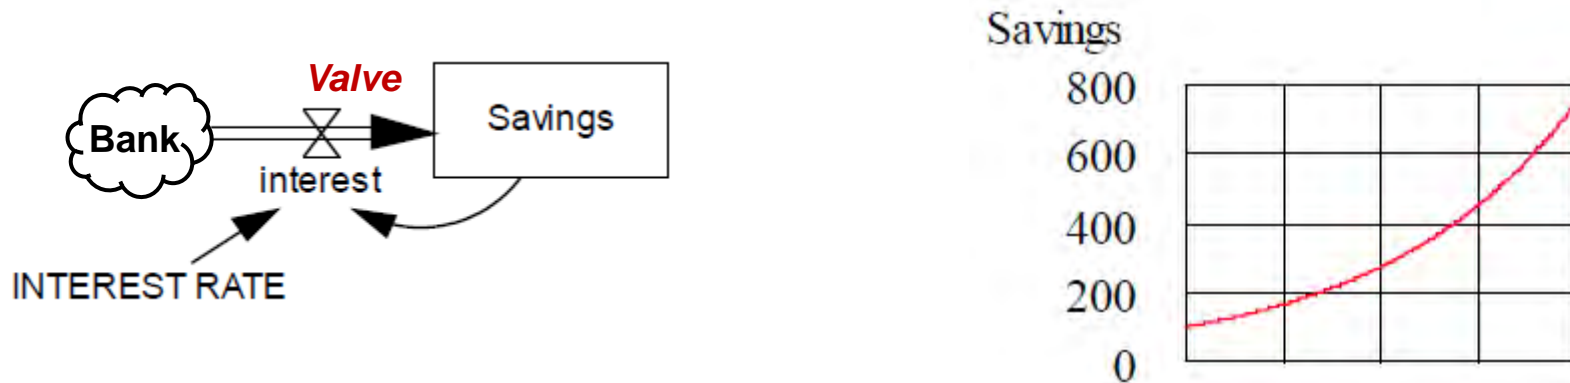 Valve
Bank
Savings
interest
INTEREST RATE
Savings
800
600
400
200
0